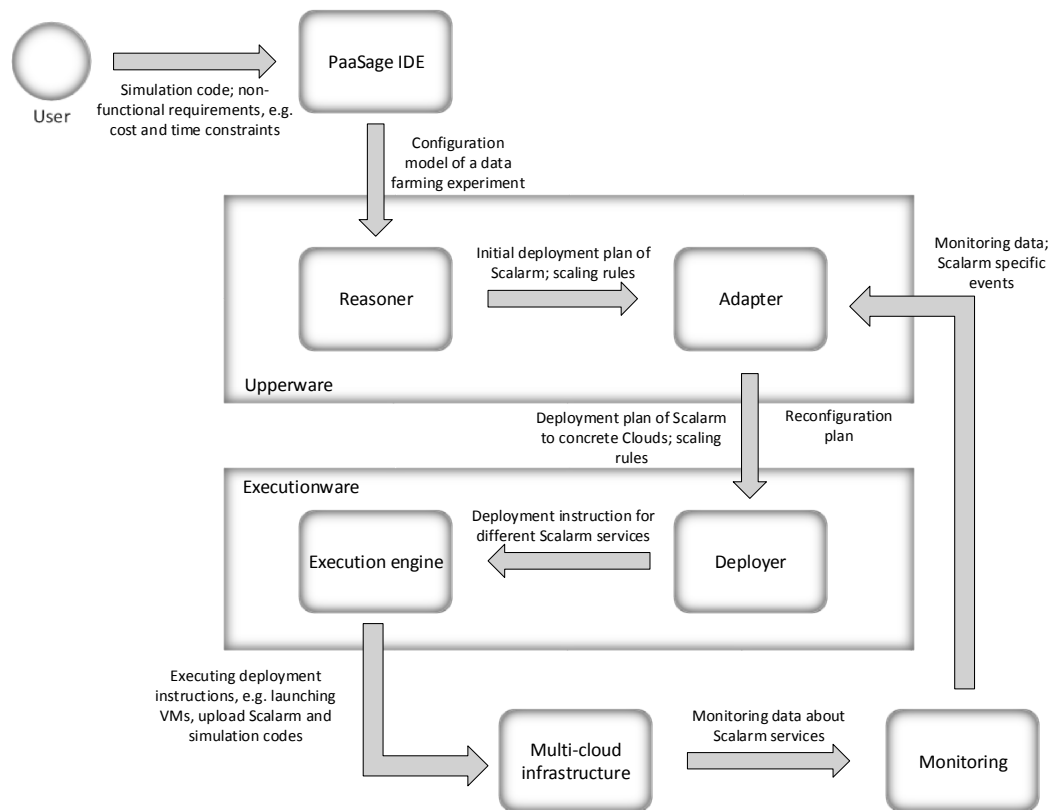 PaaSage IDE
User
Simulation code; non-
functional requirements, e.g.
cost and time constraints
Configuration
model of a data
farming experiment
Reasoner
Initial deployment plan of
Scalarm; scaling rules
Adapter
Monitoring data;
Scalarm specific
events
Upperware
Deployment plan of Scalarm
to concrete Clouds; scaling
rules
Reconfiguration
plan
Executionware
Execution engine
Deployment instruction for
different Scalarm services
Deployer
Executing deployment
instructions, e.g. launching
VMs, upload Scalarm and
simulation codes
Multi-cloud
infrastructure
Monitoring data about
Scalarm services
Monitoring